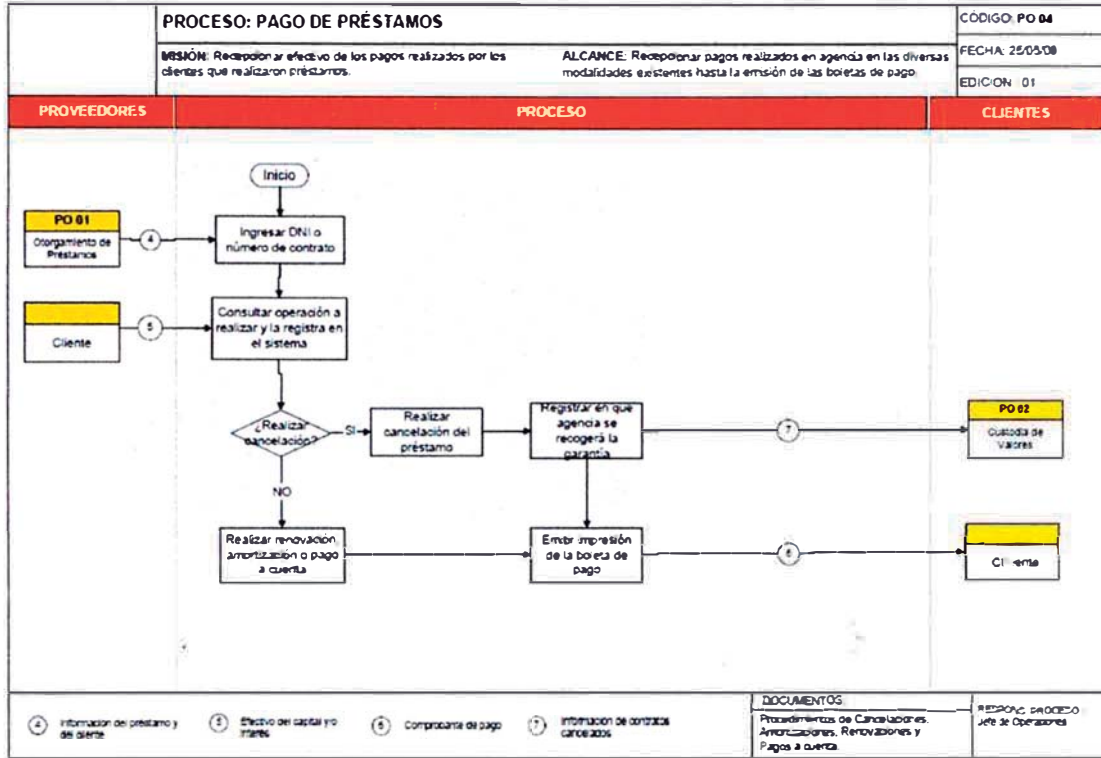 PROCESO: PAGO DE PRÉSTAMOS
CÓDIGO: PO 04
MISIÓN: Recepcionar efectivo de los pagos realizados por los
clientes que realizaron préstamos.
ALCANCE: Recepcionar pagos realizados en agencia en las diversas
modalidades existentes hasta la emisión de las boletas de pago
FECHA: 25/05/08
EDICION : 01
PROVEEDORES
PROCESO
CLIENTES
Inicio
PO 01
Otorgamiento de
Préstamos
4
Ingresar DNI o
número de contrato
Cliente
5
Consultar operación a
realizar y la registra en
el sistema
¿Realizar
cancelación?
SI
Realizar
cancelación del
préstamo
Registrar en qué
agencia se
recogerá la
garantía
7
PO 02
Custodia de
Valores
NO
Realizar renovación,
amortización o pago
a cuenta
Emitir impresión
de la boleta de
pago
6
Cliente
4 Información del préstamo y
del cliente
5 Efectivo del capital y/o
interés
6 Comprobante de pago
7 Información de contratos
cancelados
DOCUMENTOS:
Procedimientos de Cancelaciones,
Amortizaciones, Renovaciones y
Pagos a cuenta.
RESPONS. PROCESO:
Jefe de Operaciones